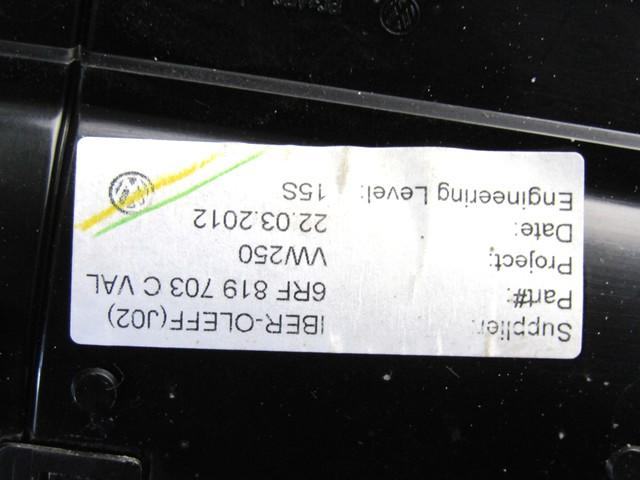 Supplier: IBER-OLEFF(J02)
Part#: 6RF 819 703 C VAL
Project: VW250
Date: 22.03.2012
Engineering Level: 15S